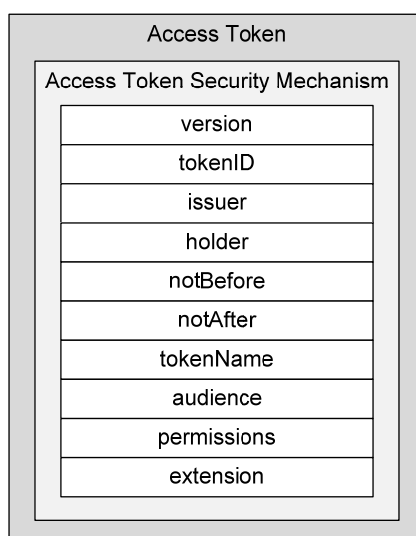 Access Token
Access Token Security Mechanism
version
tokenID
issuer
holder
notBefore
notAfter
tokenName
audience
permissions
extension